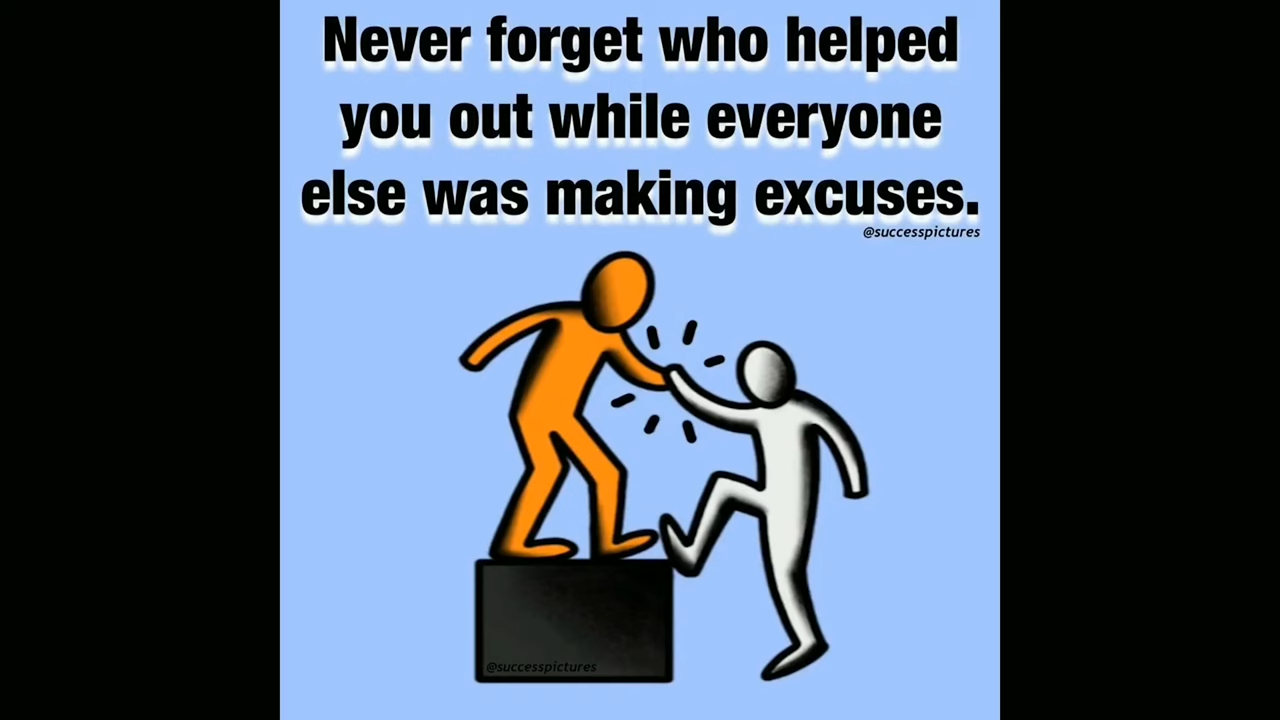 Never forget who helped
you out while everyone
else was making excuses.
@successpictures
@successpictures